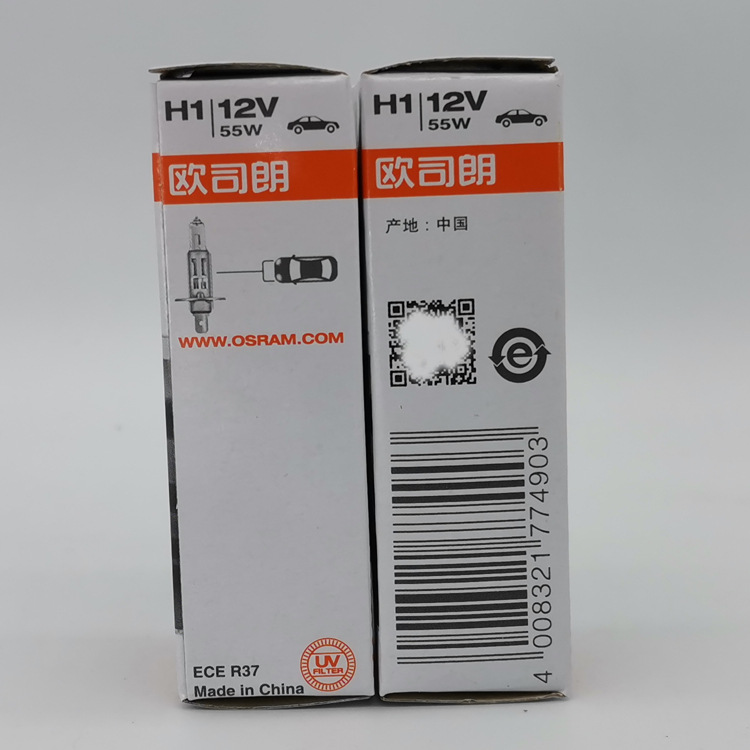 H1 12V
55W
欧司朗
WWW.OSRAM.COM
ECE R37
Made in China
UV
FILTER
H1 12V
55W
欧司朗
产地：中国
e
4 008321 774903